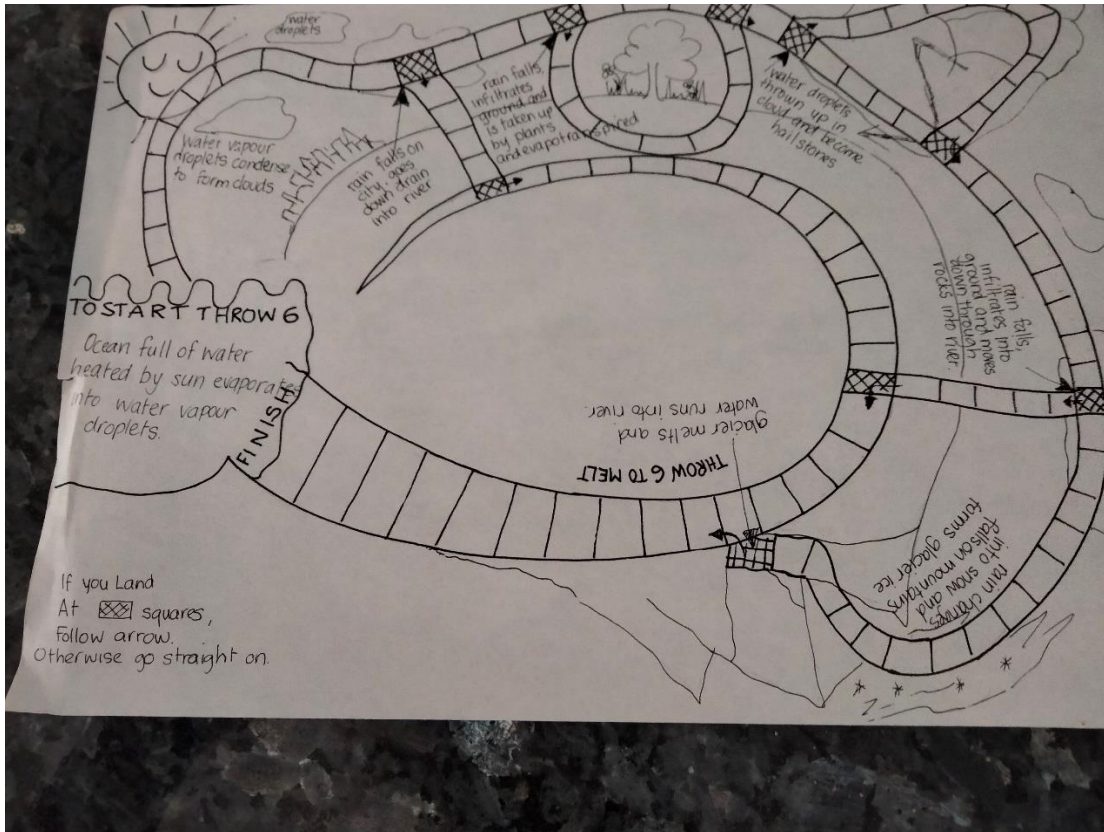 water
droplets
water vapour
droplets condense
to form clouds
rain falls on
city, goes
down drain
into river
rain falls,
infiltrates
ground and
is taken up
by plants
and evapotranspired
water droplets
thrown up in
cloud and become
hail stones
rain falls,
infiltrates into
ground and moves
down through
rocks into river.
TO START THROW 6
Ocean full of water
heated by sun evaporates
into water vapour
droplets.
FINISH
glacier melts and
water runs into river.
THROW 6 TO MELT
rain changes
into snow and
falls on mountains
forms glacier ice
If you Land
At squares,
Follow arrow.
Otherwise go straight on.